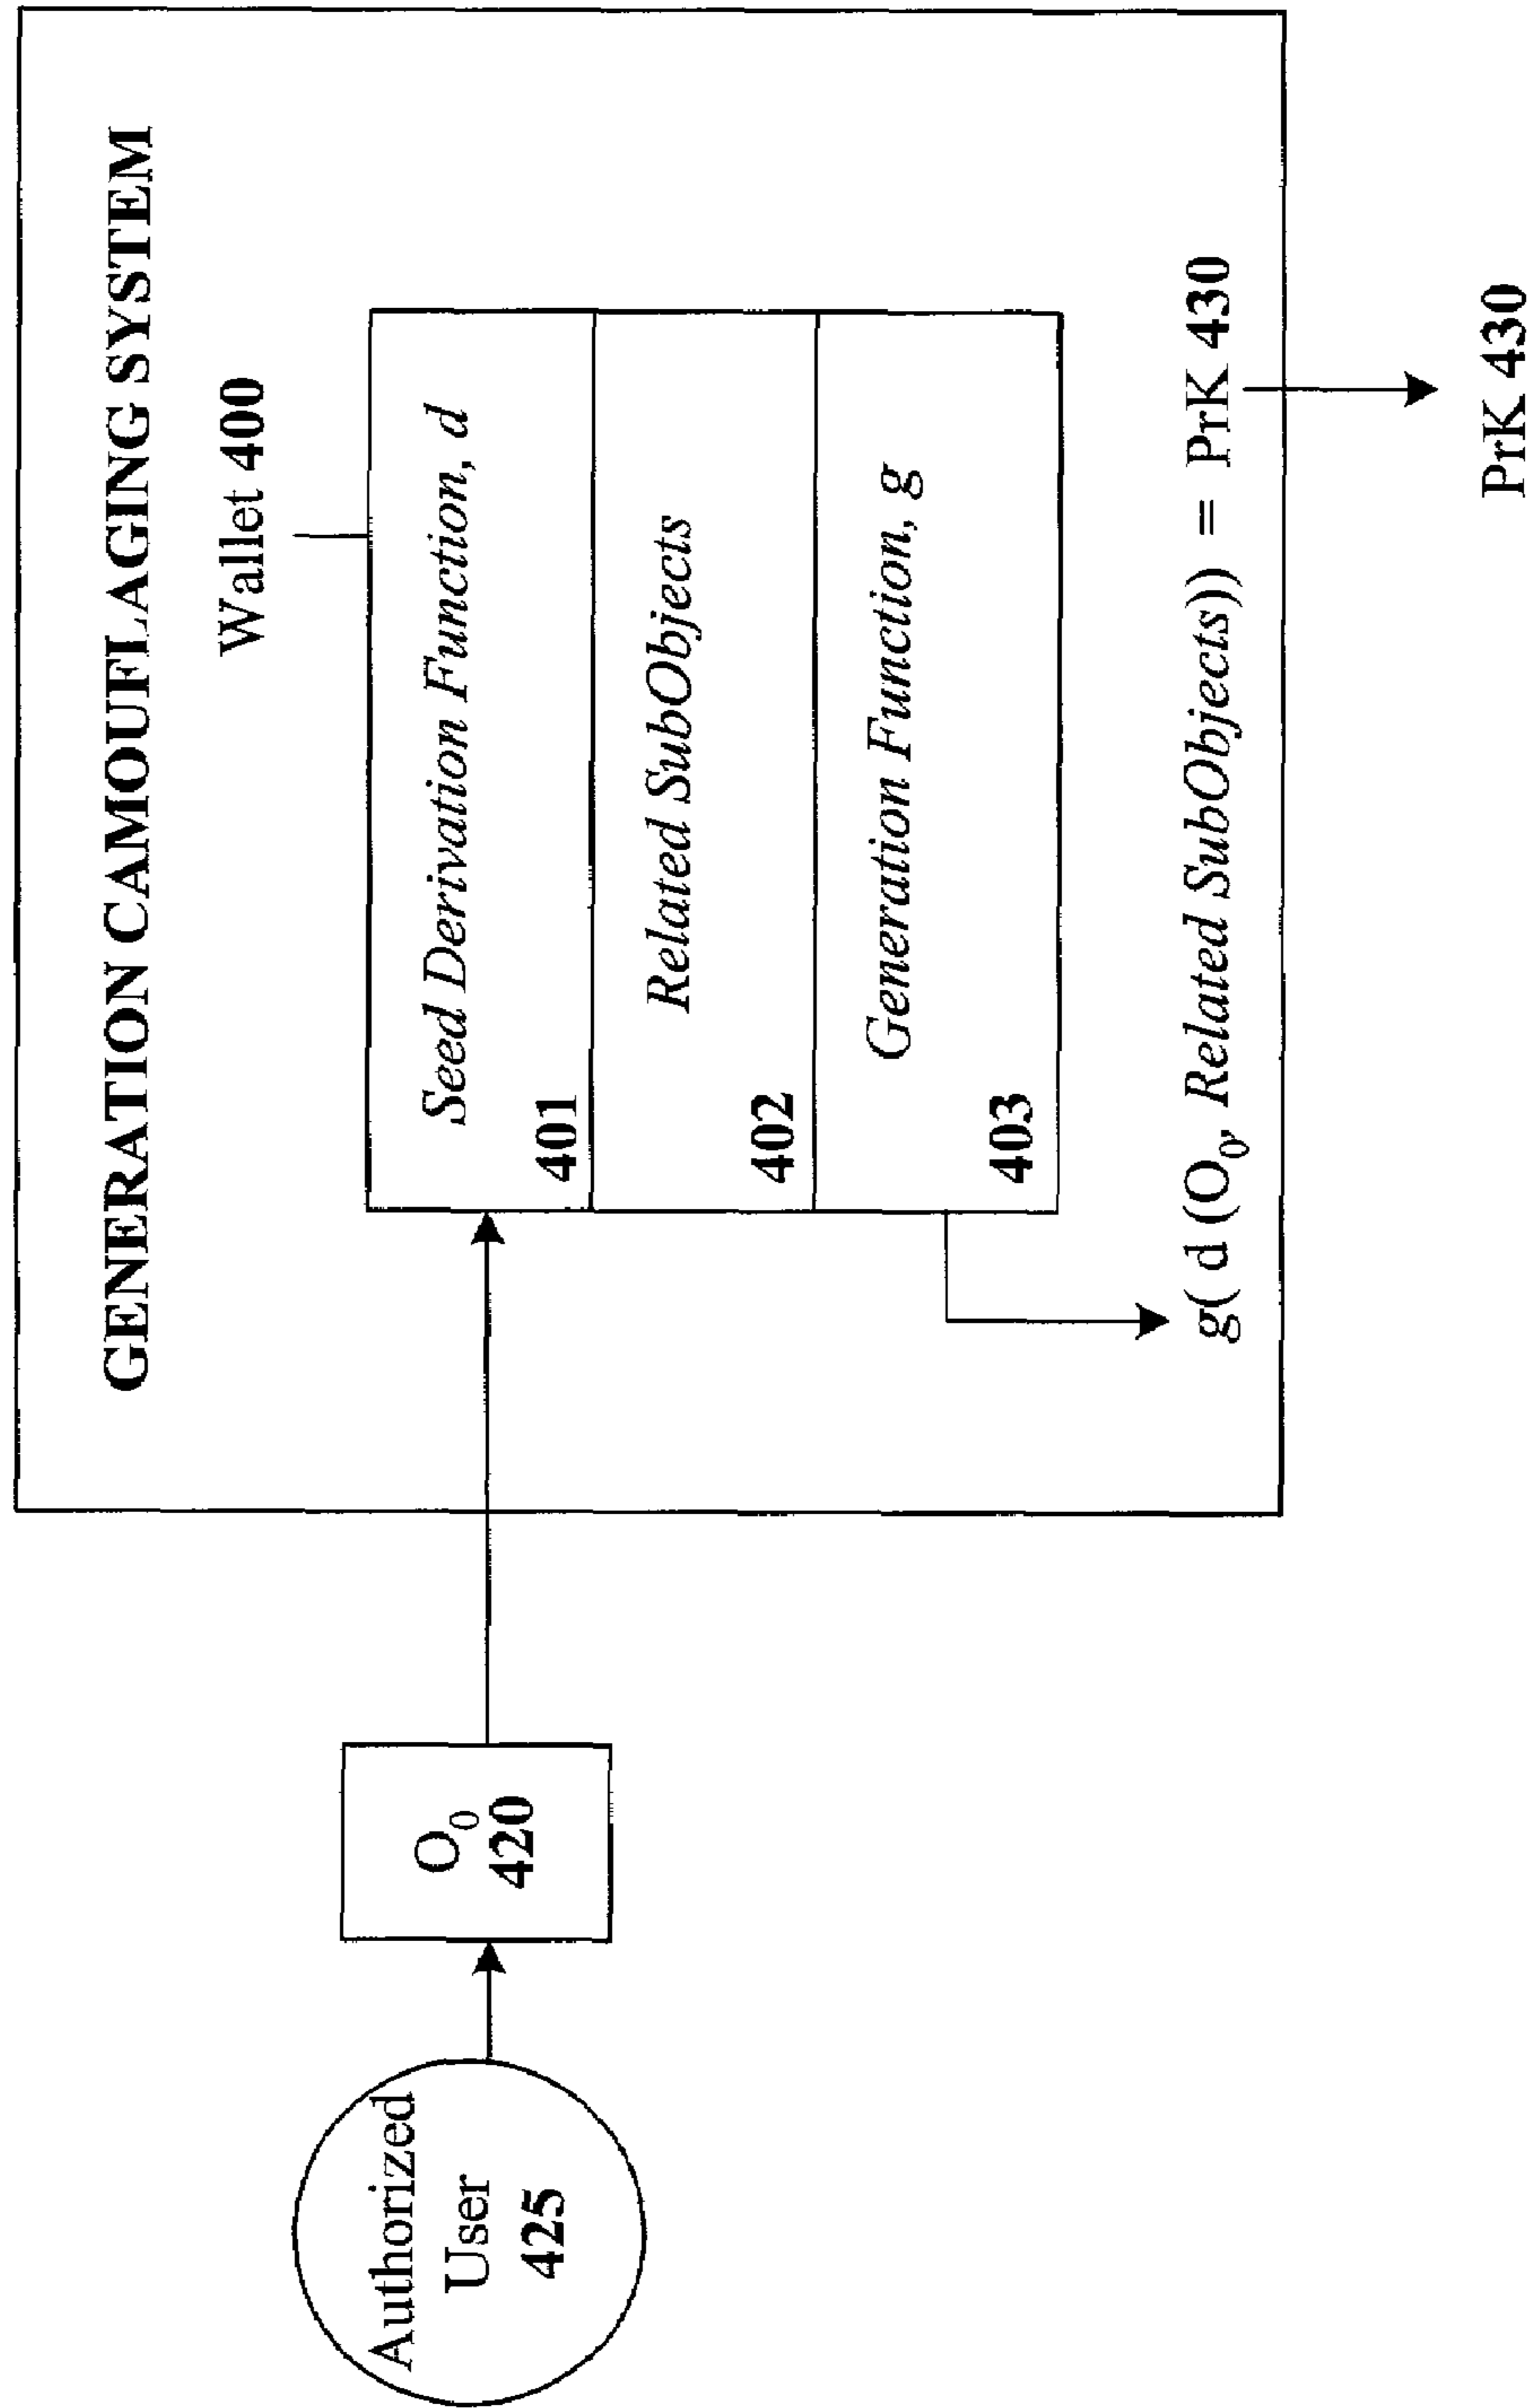 GENERATION CAMOUFLAGING SYSTEM
Wallet 400
Seed Derivation Function, d
401
Related SubObjects
402
Generation Function, g
403
g( d (O₀, Related SubObjects)) = PrK 430
PrK 430
O₀
420
Authorized
User
425